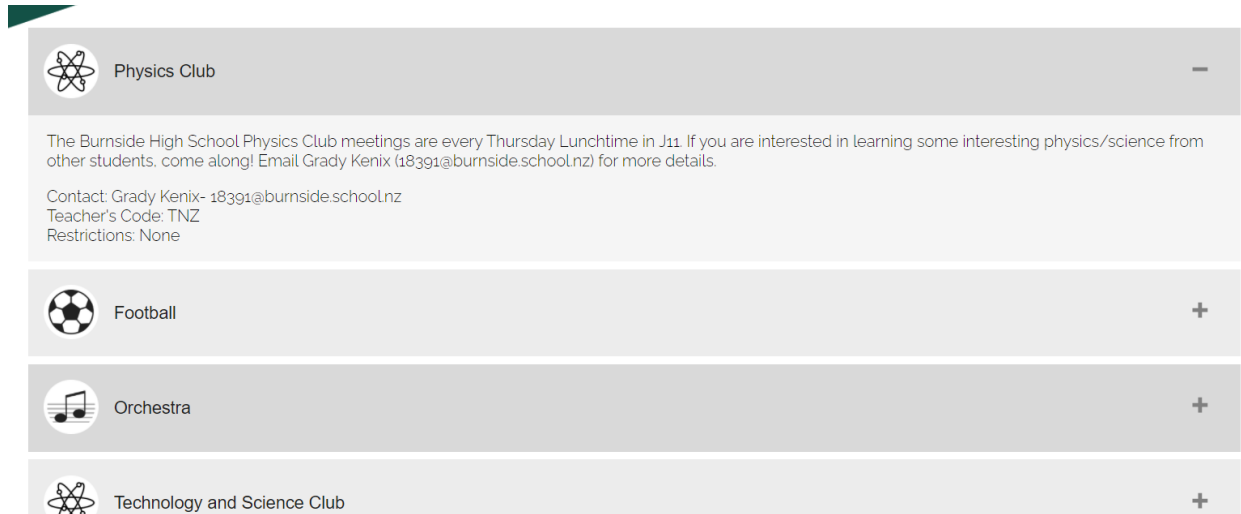 Physics Club
The Burnside High School Physics Club meetings are every Thursday Lunchtime in J11. If you are interested in learning some interesting physics/science from
other students, come along! Email Grady Kenix (18391@burnside.school.nz) for more details.
Contact: Grady Kenix- 18391@burnside.school.nz
Teacher's Code: TNZ
Restrictions: None
Football
Orchestra
Technology and Science Club